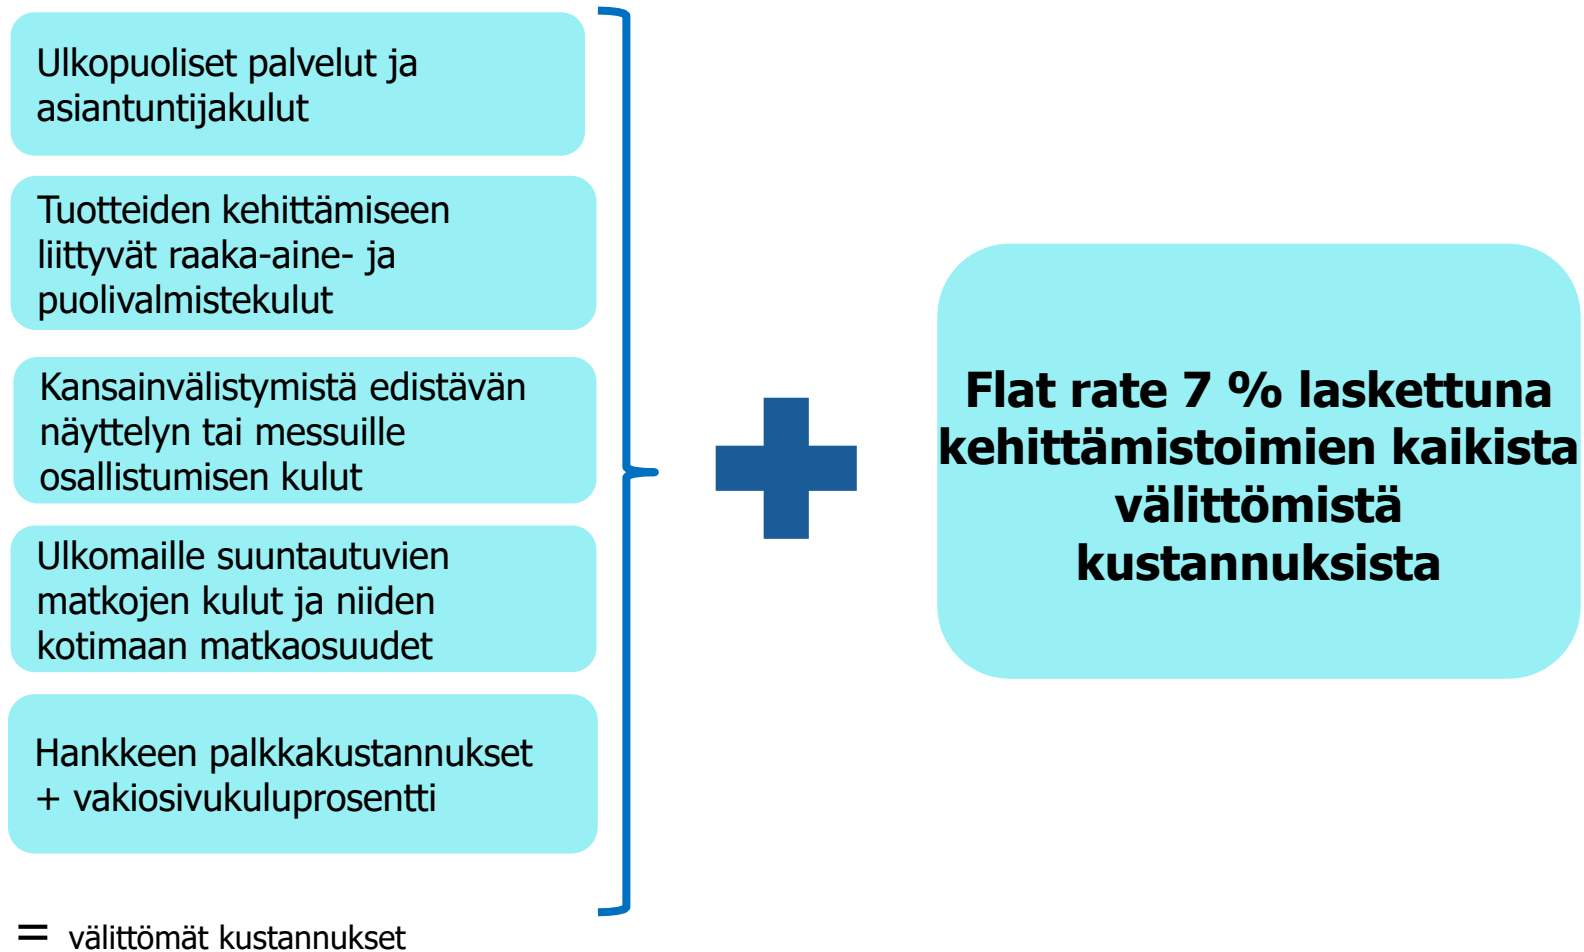 Ulkopuoliset palvelut ja
asiantuntijakulut
Tuotteiden kehittämiseen
liittyvät raaka-aine- ja
puolivalmistekulut
Kansainvälistymistä edistävän
näyttelyn tai messuille
osallistumisen kulut
Ulkomaille suuntautuvien
matkojen kulut ja niiden
kotimaan matkaosuudet
Hankkeen palkkakustannukset
+ vakiosivukuluprosentti
= välittömät kustannukset
Flat rate 7 % laskettuna
kehittämistoimien kaikista
välittömistä
kustannuksista